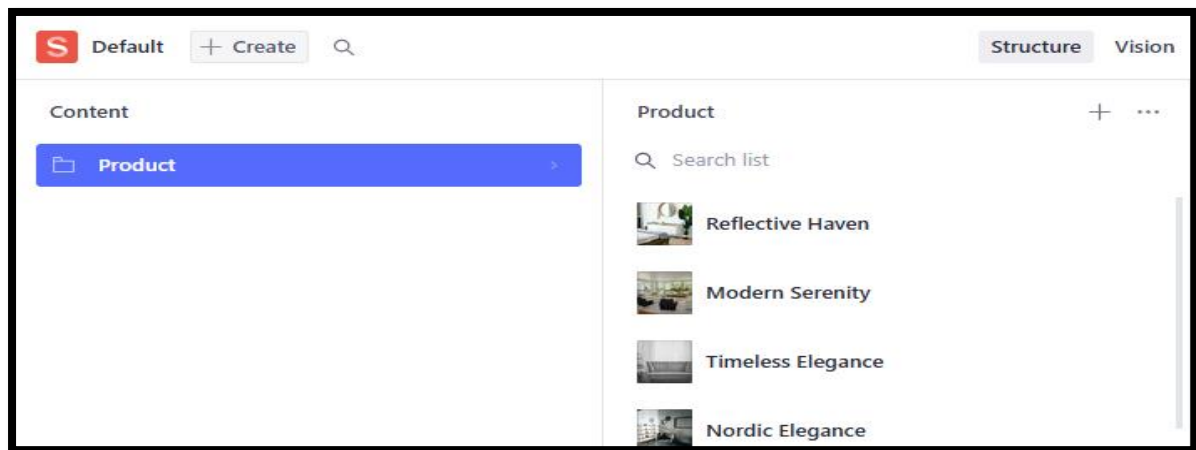 S Default + Create Structure Vision
Content
Product
Product
Search list
Reflective Haven
Modern Serenity
Timeless Elegance
Nordic Elegance